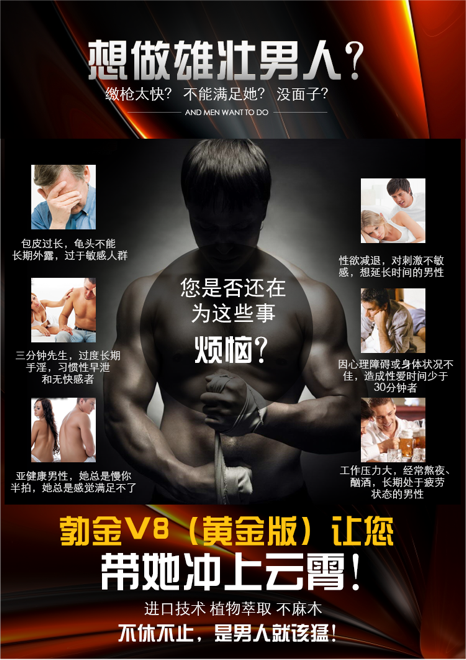 想做雄壮男人？
缴枪太快？ 不能满足她？ 没面子？
AND MEN WANT TO DO
包皮过长，龟头不能
长期外露，过于敏感人群
性欲减退，对刺激不敏
感，想延长时间的男性
您是否还在
为这些事
烦恼？
三分钟先生，过度长期
手淫，习惯性早泄
和无快感者
因心理障碍或身体状况不
佳，造成性爱时间少于
30分钟者
亚健康男性，她总是慢你
半拍，她总是感觉满足不了
工作压力大，经常熬夜、
酗酒，长期处于疲劳
状态的男性
勃金V8（黄金版）让您
带她冲上云霄！
进口技术 植物萃取 不麻木
不休不止，是男人就该猛！